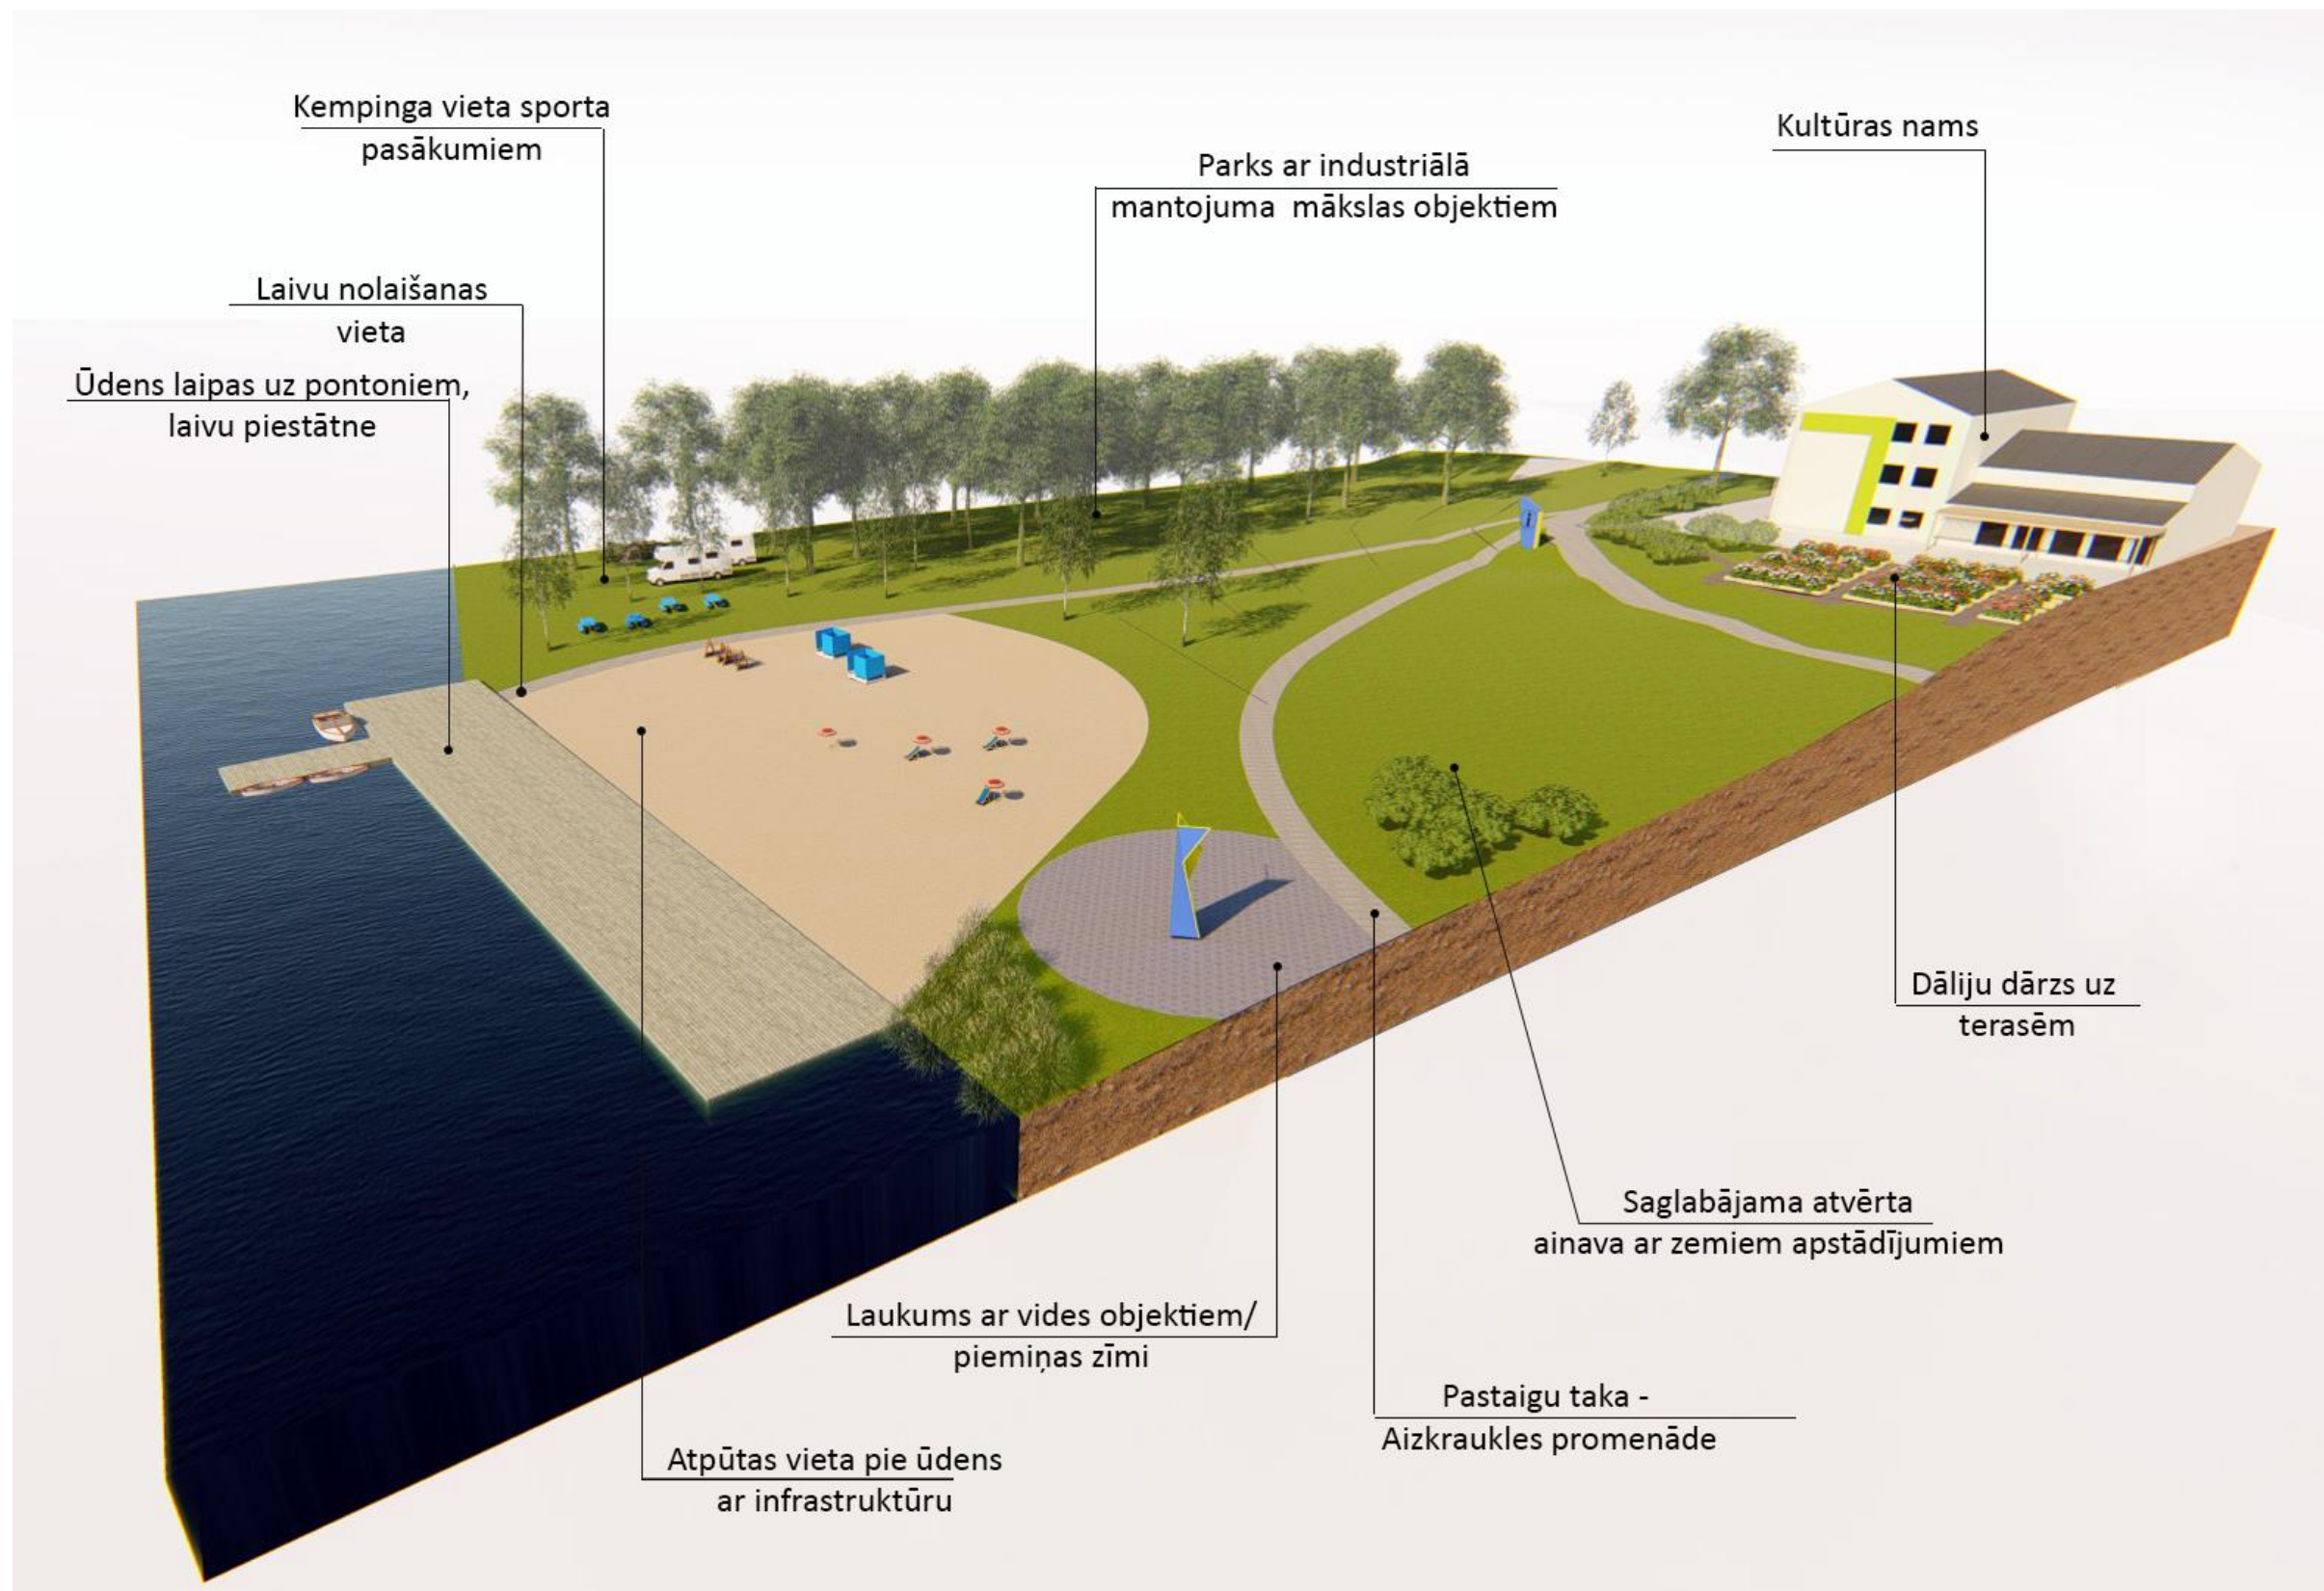 Kempinga vieta sporta
pasākumiem
Kultūras nams
Parks ar industriālā
mantojuma mākslas objektiem
Laivu nolaišanas
vieta
Ūdens laipas uz pontoniem,
laivu piestātne
Dāliju dārzs uz
terasēm
Saglabājama atvērta
ainava ar zemiem apstādījumiem
Laukums ar vides objektiem/
piemiņas zīmi
Pastaigu taka -
Aizkraukles promenāde
Atpūtas vieta pie ūdens
ar infrastruktūru